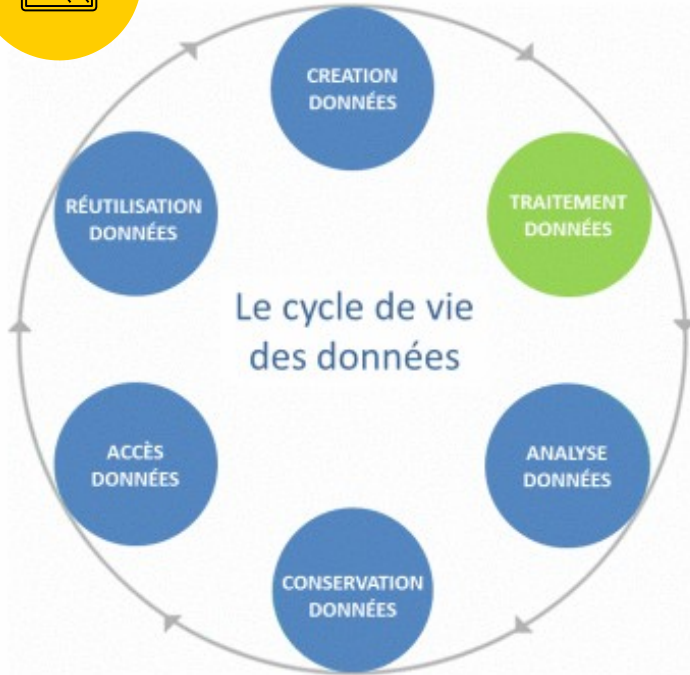 CREATION
DONNÉES
TRAITEMENT
DONNÉES
ANALYSE
DONNÉES
CONSERVATION
DONNÉES
ACCÈS
DONNÉES
RÉUTILISATION
DONNÉES
Le cycle de vie
des données